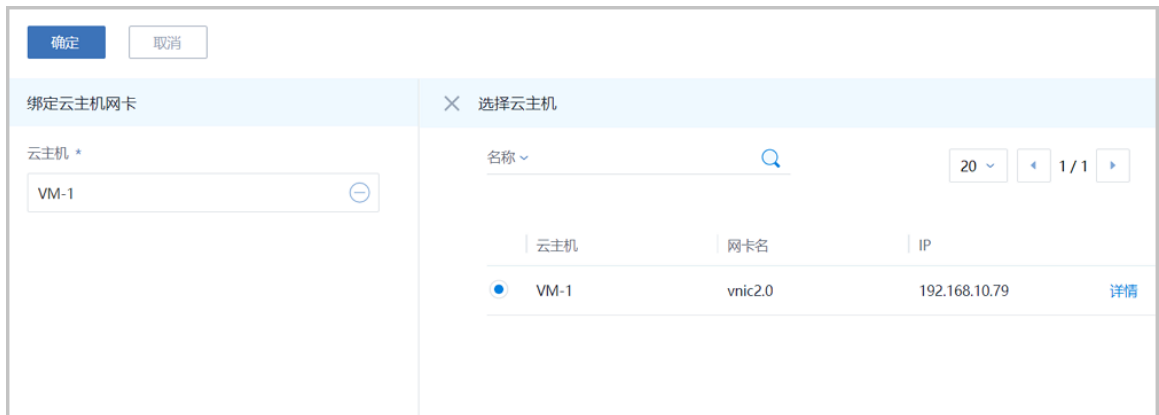 确定 取消
绑定云主机网卡
云主机 *
VM-1
选择云主机
名称
20 1 / 1
云主机 网卡名 IP
VM-1 vnic2.0 192.168.10.79 详情